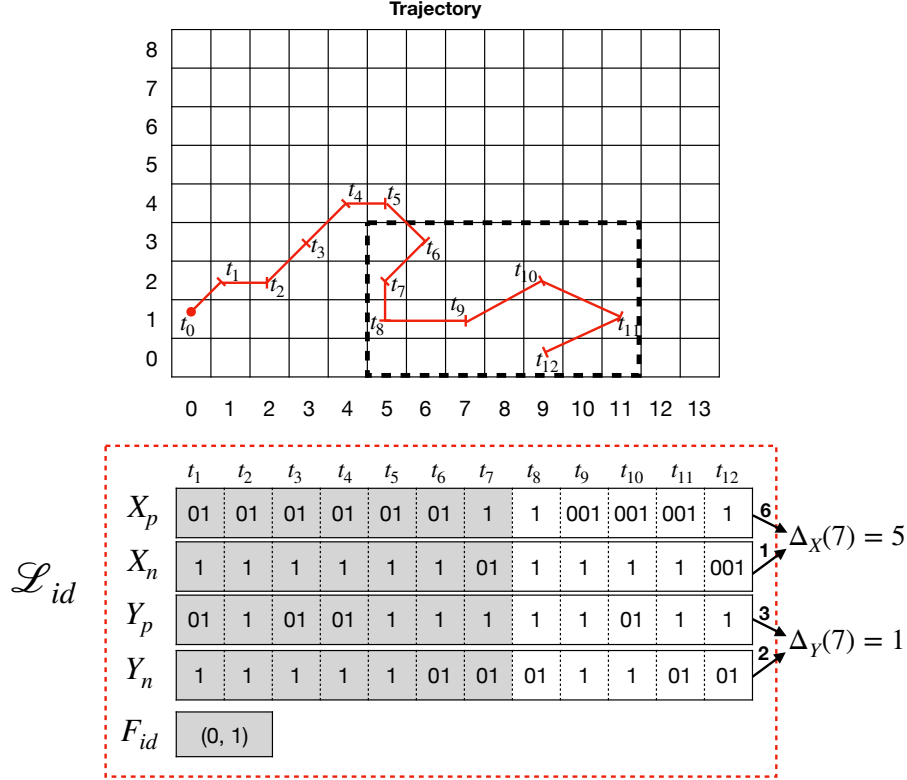 Trajectory
8
7
6
5
4
3
2
1
0
t₀
t₁
t₂
t₃
t₄
t₅
t₆
t₇
t₈
t₉
t₁₀
t₁₁
t₁₂
0 1 2 3 4 5 6 7 8 9 10 11 12 13
t₁ t₂ t₃ t₄ t₅ t₆ t₇ t₈ t₉ t₁₀ t₁₁ t₁₂
Xₚ 01 01 01 01 01 01 1 1 001 001 001 1 6
Δ_X(7) = 5
Xₙ 1 1 1 1 1 1 01 1 1 1 1 001 1
ℒ_id
Yₚ 01 1 01 01 1 1 1 1 1 01 1 1 3
Δ_Y(7) = 1
Yₙ 1 1 1 1 1 01 01 01 1 1 01 01 2
F_id (0, 1)